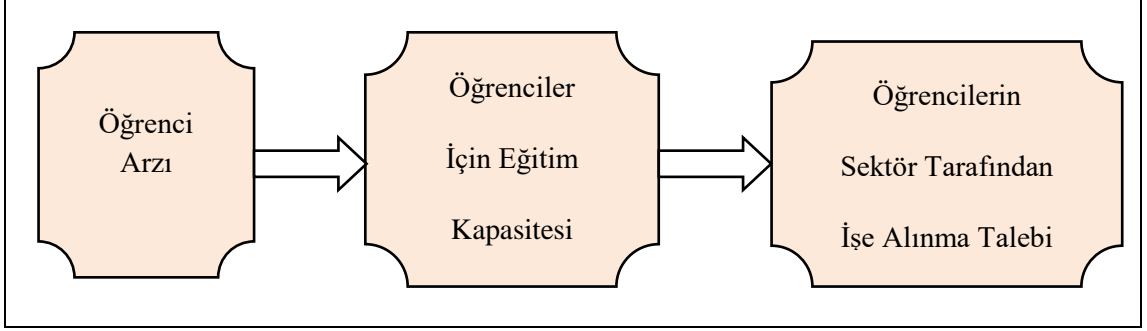 Öğrenci
Arzı
Öğrenciler
İçin Eğitim
Kapasitesi
Öğrencilerin
Sektör Tarafından
İşe Alınma Talebi